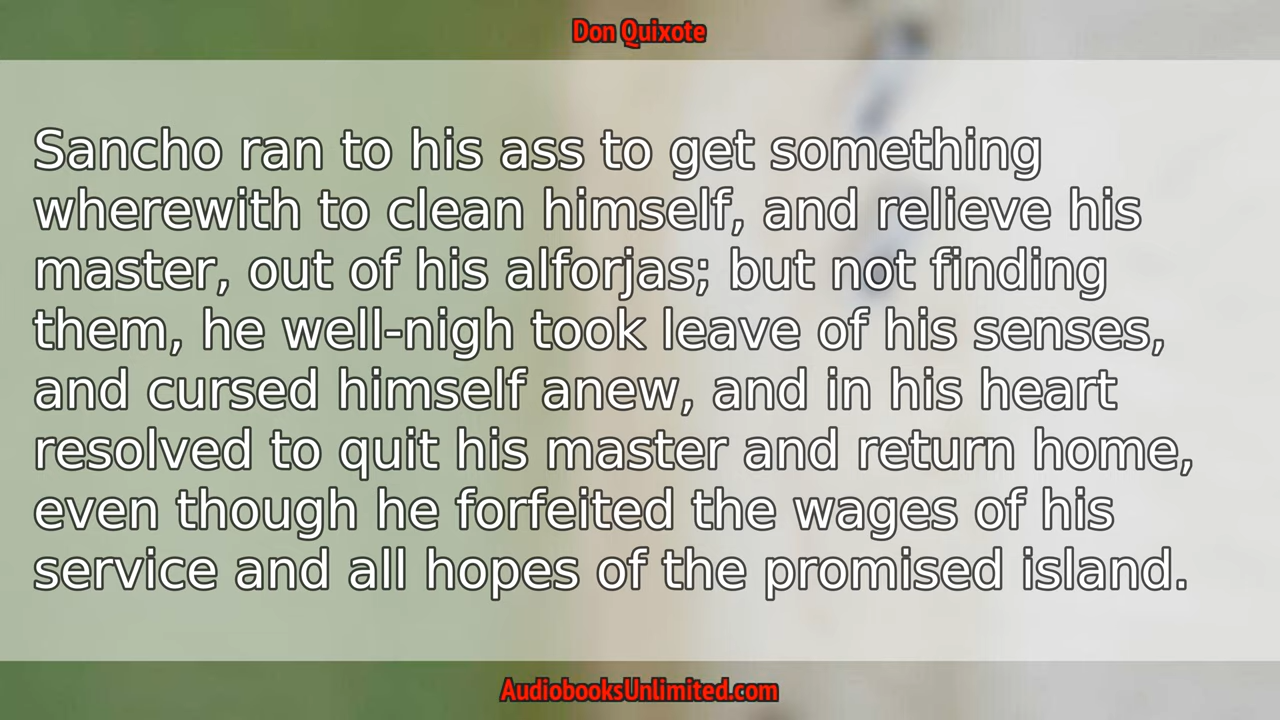 Don Quixote
Sancho ran to his ass to get something
wherewith to clean himself, and relieve his
master, out of his alforjas; but not finding
them, he well-nigh took leave of his senses,
and cursed himself anew, and in his heart
resolved to quit his master and return home,
even though he forfeited the wages of his
service and all hopes of the promised island.
AudiobooksUnlimited.com